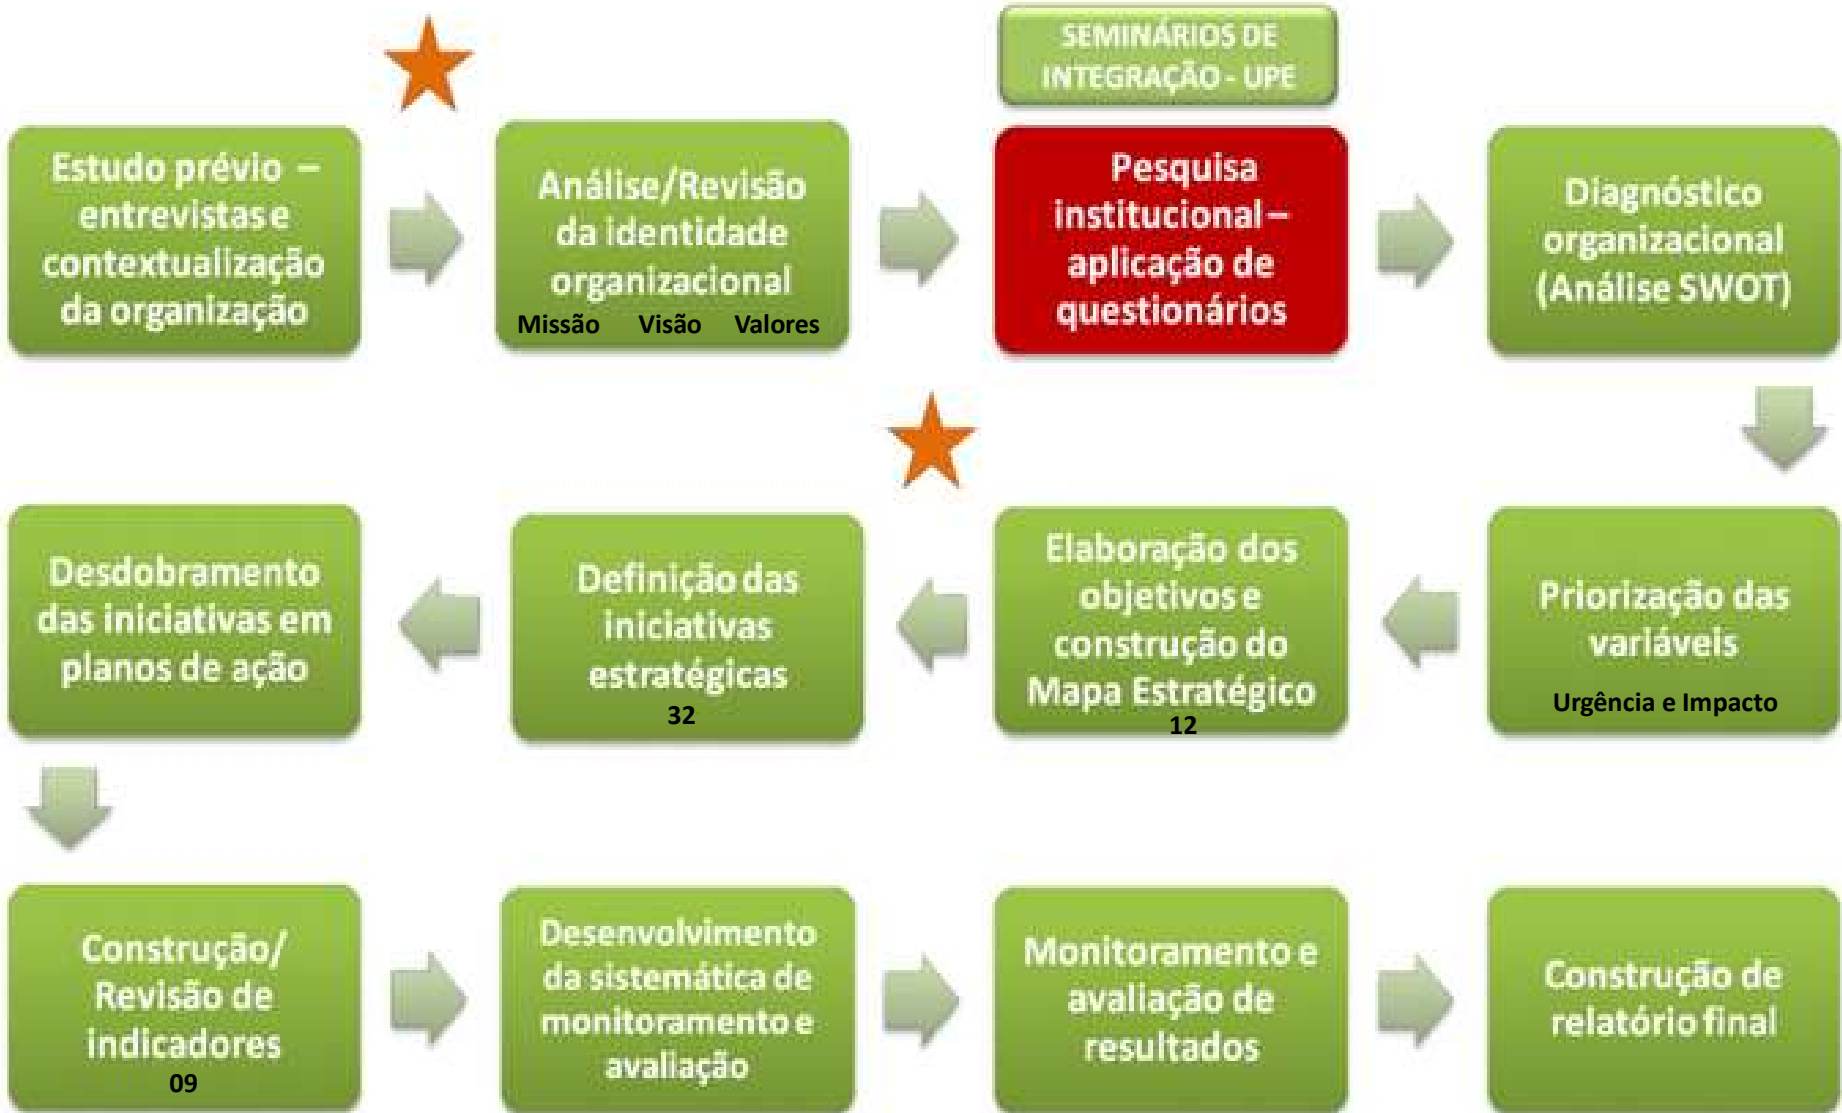 SEMINÁRIOS DE
INTEGRAÇÃO - UPE
Estudo prévio –
entrevistas e
contextualização
da organização
Análise/Revisão
da identidade
organizacional
Missão Visão Valores
Pesquisa
institucional –
aplicação de
questionários
Diagnóstico
organizacional
(Análise SWOT)
Priorização das
variáveis
Urgência e Impacto
Elaboração dos
objetivos e
construção do
Mapa Estratégico
12
Definição das
iniciativas
estratégicas
32
Desdobramento
das iniciativas em
planos de ação
Construção/
Revisão de
indicadores
09
Desenvolvimento
da sistemática de
monitoramento e
avaliação
Monitoramento e
avaliação de
resultados
Construção de
relatório final